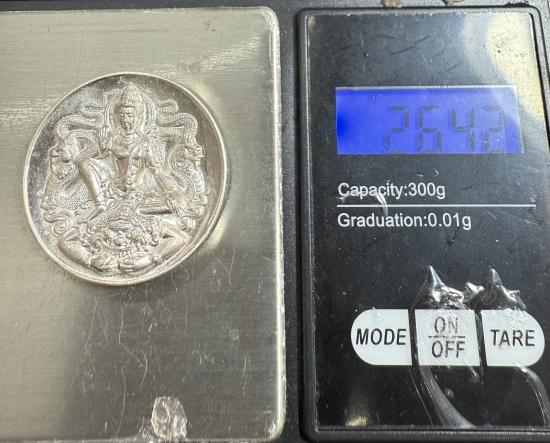 g
26.42
Capacity:300g
Graduation:0.01g
MODE
ON
OFF
TARE